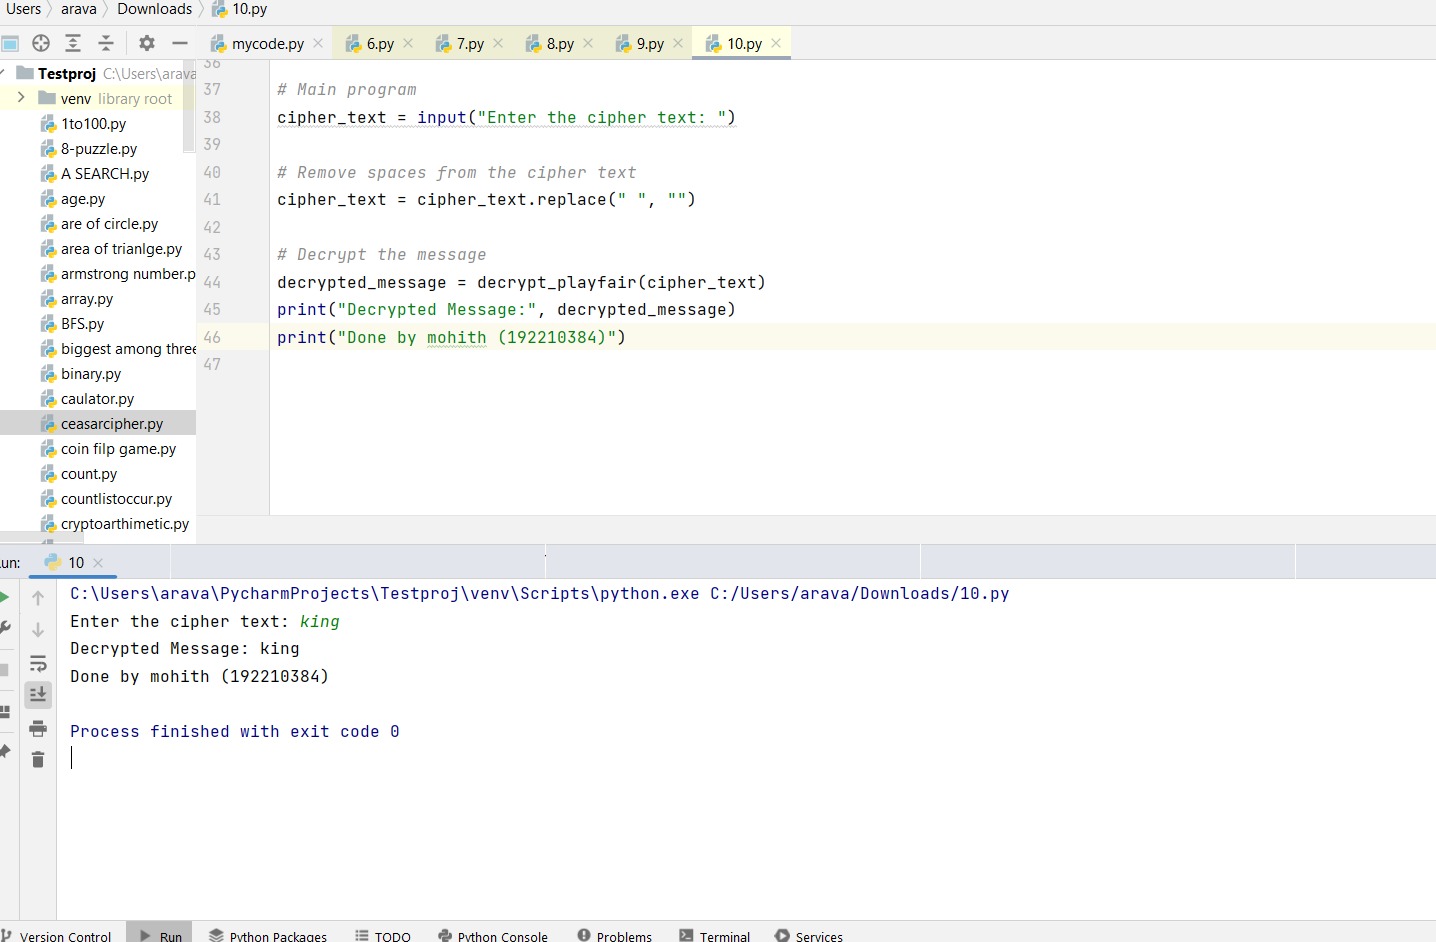 Users arava Downloads 10.py
mycode.py 6.py 7.py 8.py 9.py 10.py
Testproj C:\Users\arava
venv library root
1to100.py
8-puzzle.py
A SEARCH.py
age.py
are of circle.py
area of trianlge.py
armstrong number.p
array.py
BFS.py
biggest among three
binary.py
caulator.py
ceasarcipher.py
coin filp game.py
count.py
countlistoccur.py
cryptoarthimetic.py
36
37 # Main program
38 cipher_text = input("Enter the cipher text: ")
39
40 # Remove spaces from the cipher text
41 cipher_text = cipher_text.replace(" ", "")
42
43 # Decrypt the message
44 decrypted_message = decrypt_playfair(cipher_text)
45 print("Decrypted Message:", decrypted_message)
46 print("Done by mohith (192210384)")
47
un: 10
C:\Users\arava\PycharmProjects\Testproj\venv\Scripts\python.exe C:/Users/arava/Downloads/10.py
Enter the cipher text: king
Decrypted Message: king
Done by mohith (192210384)
Process finished with exit code 0
Version Control Run Python Packages TODO Python Console Problems Terminal Services